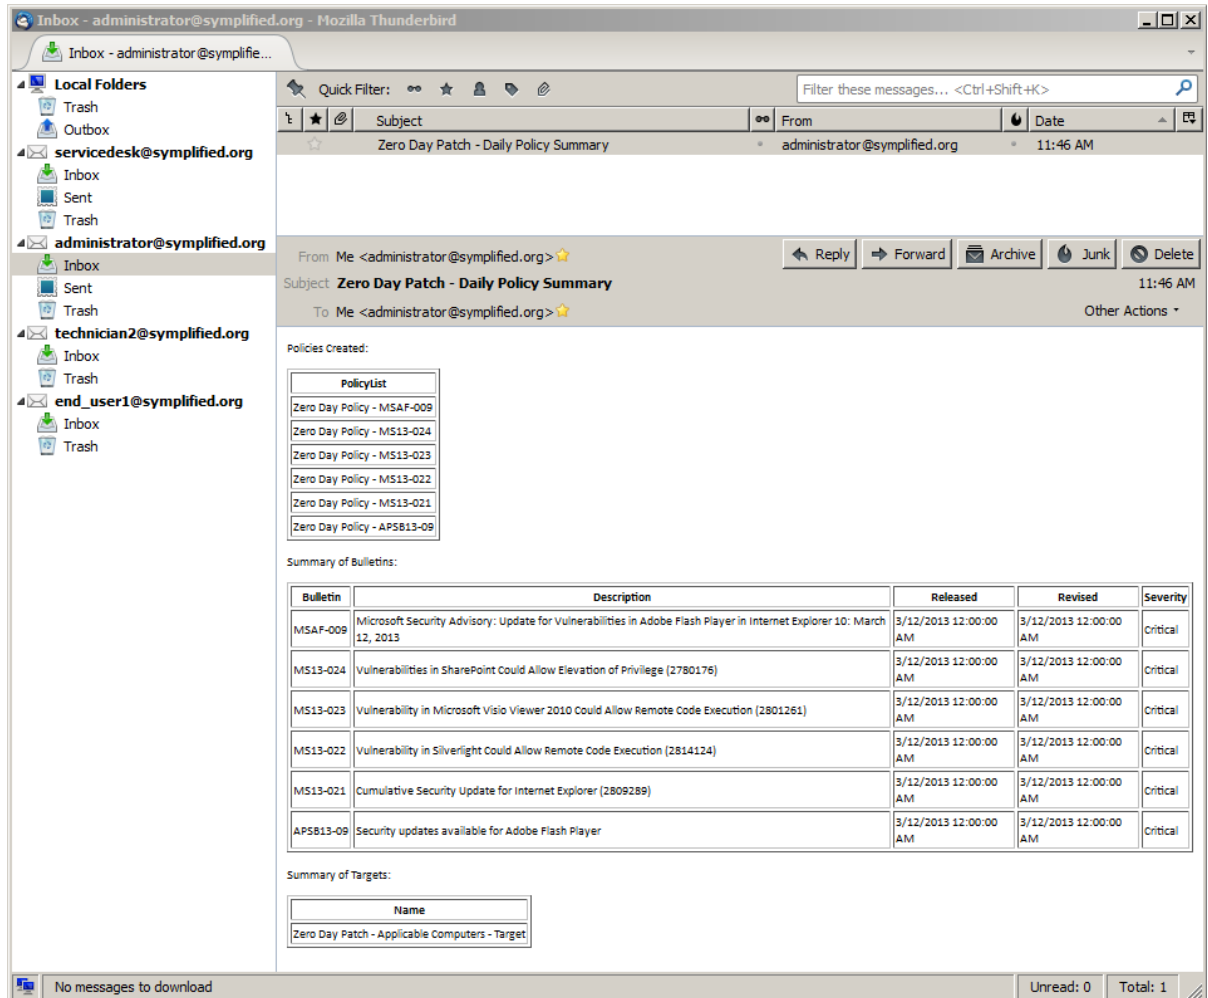 Inbox - administrator@symplified.org - Mozilla Thunderbird
Inbox - administrator@symplifie...
Local Folders
Trash
Outbox
servicedesk@symplified.org
Inbox
Sent
Trash
administrator@symplified.org
Inbox
Sent
Trash
technician2@symplified.org
Inbox
Trash
end_user1@symplified.org
Inbox
Trash
Quick Filter:
Filter these messages... <Ctrl+Shift+K>
Subject From Date
Zero Day Patch - Daily Policy Summary administrator@symplified.org 11:46 AM
From Me <administrator@symplified.org>
Reply Forward Archive Junk Delete
Subject Zero Day Patch - Daily Policy Summary 11:46 AM
To Me <administrator@symplified.org> Other Actions
Policies Created:
PolicyList
Zero Day Policy - MSAF-009
Zero Day Policy - MS13-024
Zero Day Policy - MS13-023
Zero Day Policy - MS13-022
Zero Day Policy - MS13-021
Zero Day Policy - APSB13-09
Summary of Bulletins:
Bulletin Description Released Revised Severity
MSAF-009 Microsoft Security Advisory: Update for Vulnerabilities in Adobe Flash Player in Internet Explorer 10: March 12, 2013 3/12/2013 12:00:00 AM 3/12/2013 12:00:00 AM Critical
MS13-024 Vulnerabilities in SharePoint Could Allow Elevation of Privilege (2780176) 3/12/2013 12:00:00 AM 3/12/2013 12:00:00 AM Critical
MS13-023 Vulnerability in Microsoft Visio Viewer 2010 Could Allow Remote Code Execution (2801261) 3/12/2013 12:00:00 AM 3/12/2013 12:00:00 AM Critical
MS13-022 Vulnerability in Silverlight Could Allow Remote Code Execution (2814124) 3/12/2013 12:00:00 AM 3/12/2013 12:00:00 AM Critical
MS13-021 Cumulative Security Update for Internet Explorer (2809289) 3/12/2013 12:00:00 AM 3/12/2013 12:00:00 AM Critical
APSB13-09 Security updates available for Adobe Flash Player 3/12/2013 12:00:00 AM 3/12/2013 12:00:00 AM Critical
Summary of Targets:
Name
Zero Day Patch - Applicable Computers - Target
No messages to download Unread: 0 Total: 1